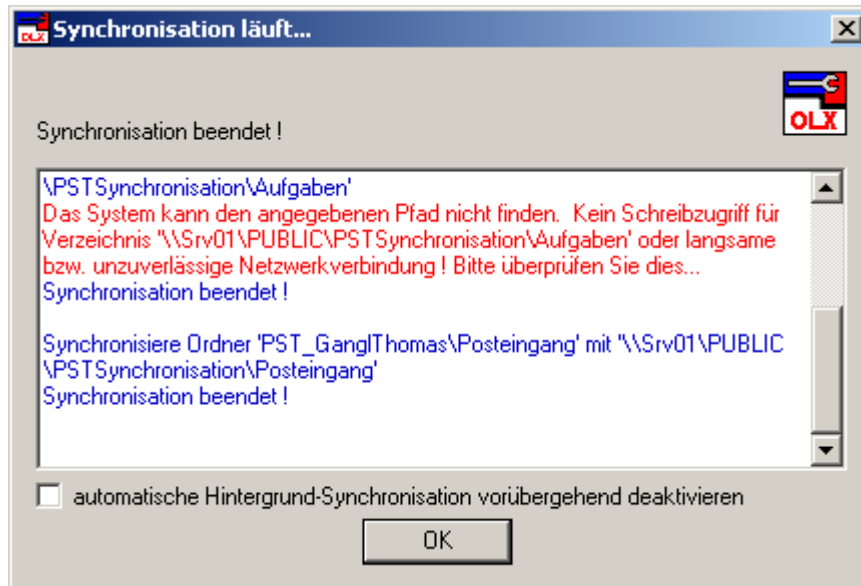 OLX
Synchronisation läuft...
OLX
Synchronisation beendet !
\PSTSynchronisation\Aufgaben'
Das System kann den angegebenen Pfad nicht finden.  Kein Schreibzugriff für
Verzeichnis '\\Srv01\PUBLIC\PSTSynchronisation\Aufgaben' oder langsame
bzw. unzuverlässige Netzwerkverbindung ! Bitte überprüfen Sie dies...
Synchronisation beendet !
Synchronisiere Ordner 'PST_GanglThomas\Posteingang' mit '\\Srv01\PUBLIC
\PSTSynchronisation\Posteingang'
Synchronisation beendet !
automatische Hintergrund-Synchronisation vorübergehend deaktivieren
OK